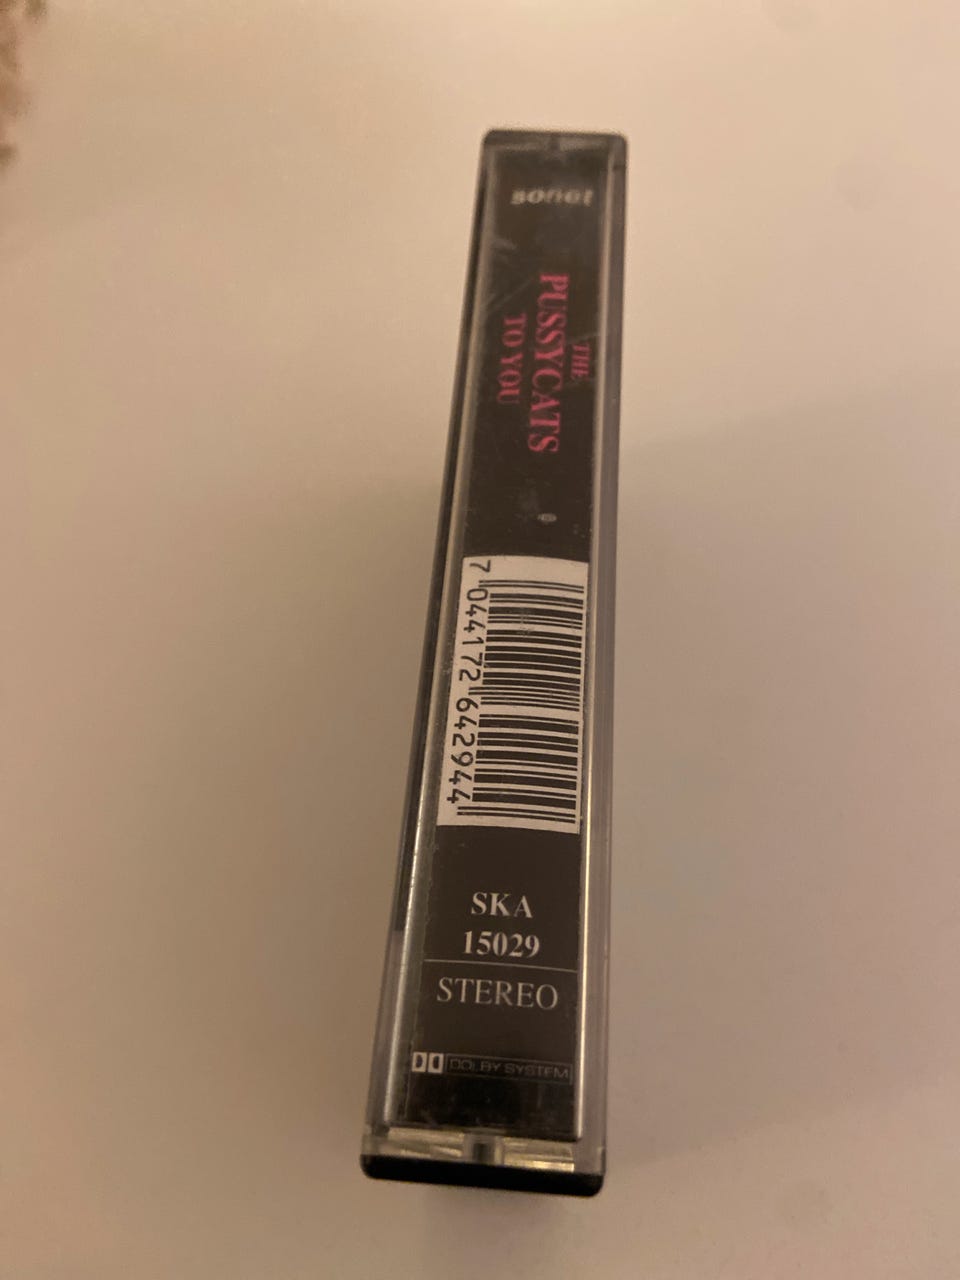 sonet
THE
PUSSYCATS
TO YOU
7 044172 642944
SKA
15029
STEREO
DOLBY SYSTEM